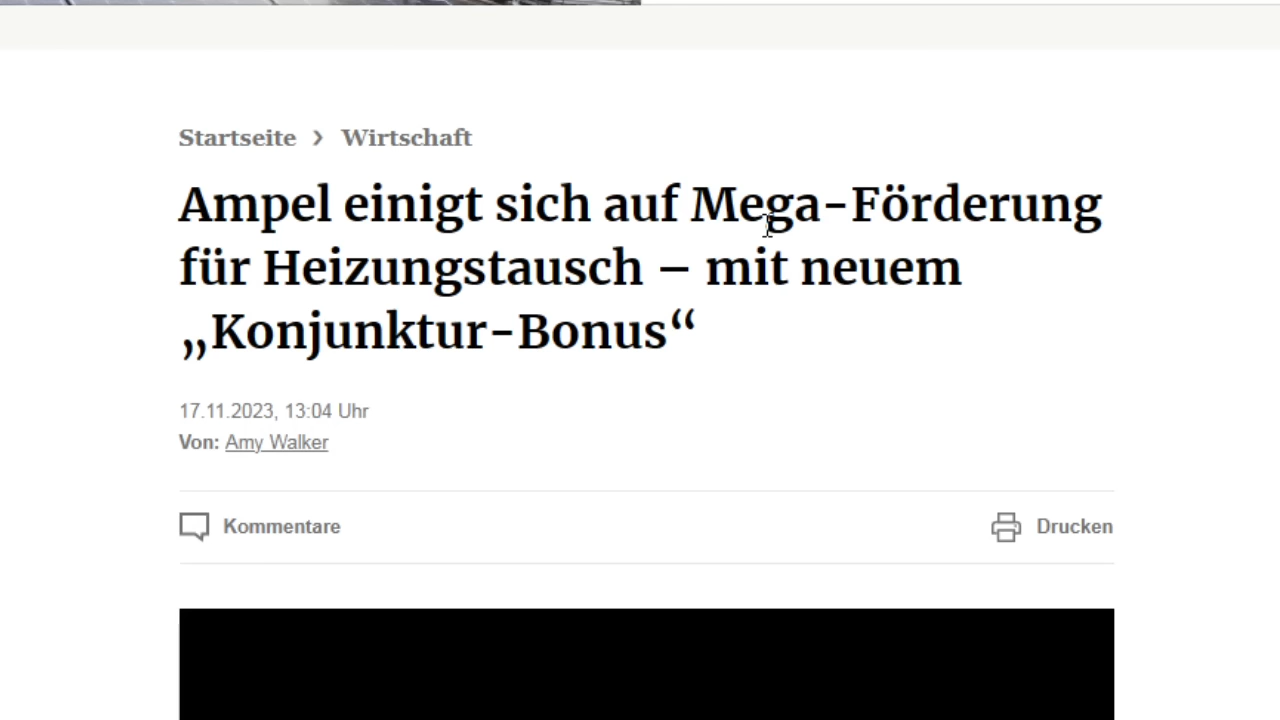 Startseite › Wirtschaft
Ampel einigt sich auf Mega-Förderung
für Heizungstausch – mit neuem
„Konjunktur-Bonus“
17.11.2023, 13:04 Uhr
Von: Amy Walker
Kommentare
Drucken